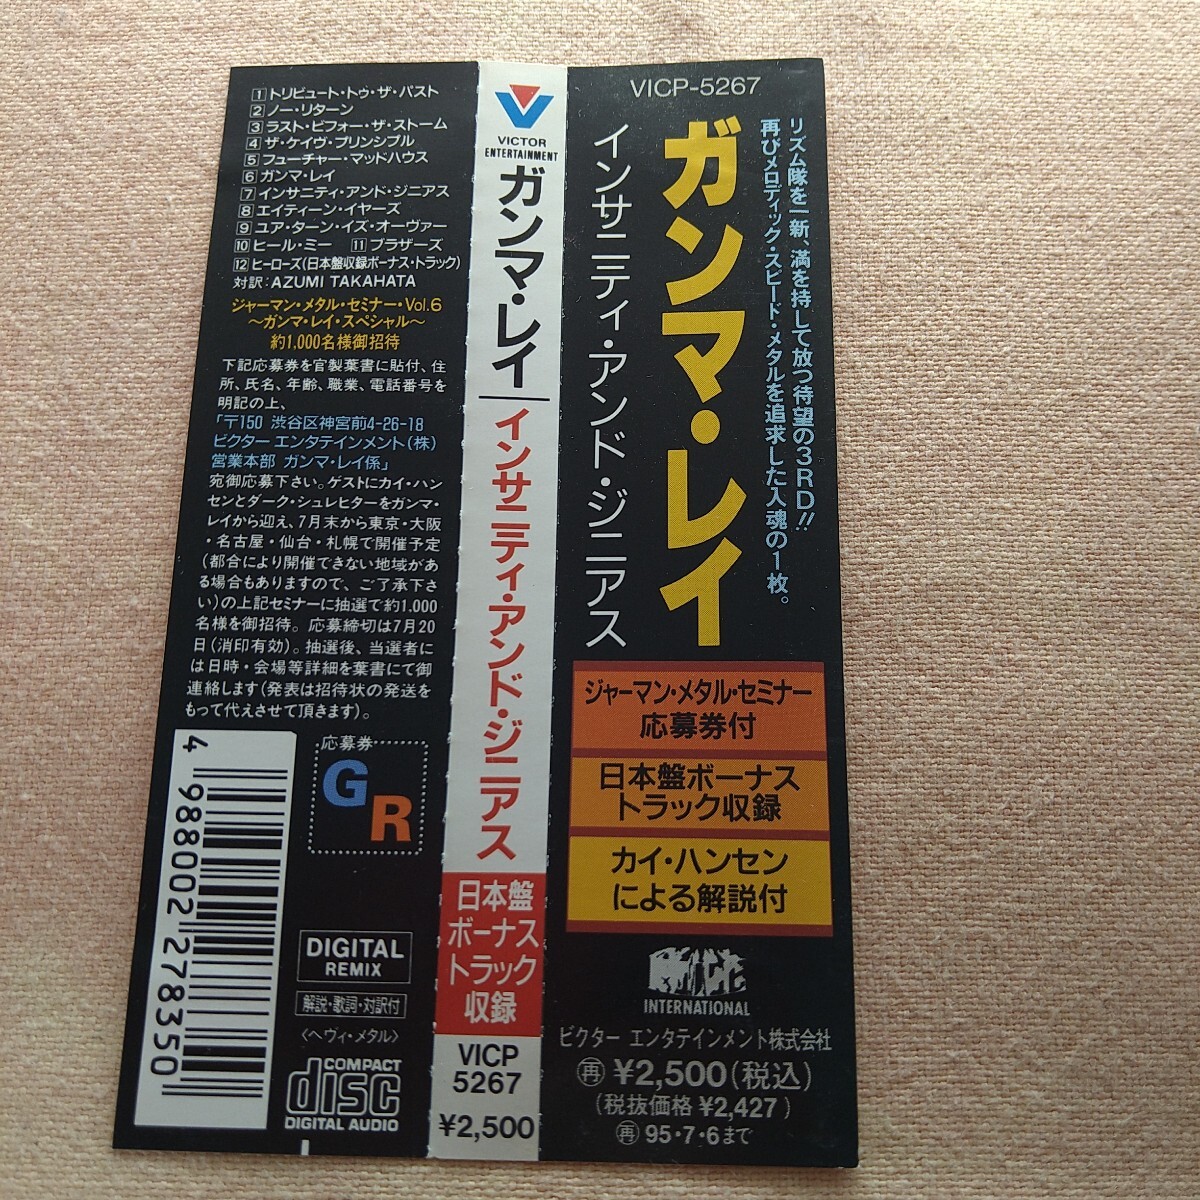 1 トリビュート・トゥ・ザ・パスト
2 ノー・リターン
3 ラスト・ビフォー・ザ・ストーム
4 ザ・ケイヴ・プリンシプル
5 フューチャー・マッドハウス
6 ガンマ・レイ
7 インサニティ・アンド・ジニアス
8 エイティーン・イヤーズ
9 ユア・ターン・イズ・オーヴァー
10 ヒール・ミー 11 ブラザーズ
12 ヒーローズ(日本盤収録ボーナス・トラック)
対訳:AZUMI TAKAHATA
ジャーマン・メタル・セミナー・Vol.6
〜ガンマ・レイ・スペシャル〜
約1,000名様御招待
下記応募券を官製葉書に貼付、住
所、氏名、年齢、職業、電話番号を
明記の上、
「〒150 渋谷区神宮前4-26-18
ビクター エンタテインメント(株)
営業本部 ガンマ・レイ係」
宛御応募下さい。ゲストにカイ・ハン
センとダーク・シュレヒターをガンマ・
レイから迎え、7月末から東京・大阪
・名古屋・仙台・札幌で開催予定
(都合により開催できない地域があ
る場合もありますので、ご了承下さ
い)の上記セミナーに抽選で約1.000
名様を御招待。応募締切は7月20
日(消印有効)。抽選後、当選者に
は日時・会場等詳細を葉書にて御
連絡します(発表は招待状の発送を
もって代えさせて頂きます)。
応募券
GR
4 988002 278350
DIGITAL
REMIX
解説・歌詞・対訳付
〈ヘヴィ・メタル〉
COMPACT
disc
DIGITAL AUDIO
VICTOR
ENTERTAINMENT
ガンマ・レイ
インサニティ・アンド・ジニアス
日本盤
ボーナス
トラック
収録
VICP
5267
¥2,500
VICP-5267
リズム隊を一新、満を持して放つ待望の3RD!!
再びメロディック・スピード・メタルを追求した入魂の1枚。
ガンマ・レイ
インサニティ・アンド・ジニアス
ジャーマン・メタル・セミナー
応募券付
日本盤ボーナス
トラック収録
カイ・ハンセン
による解説付
INTERNATIONAL
ビクター エンタテインメント株式会社
再 ¥2,500(税込)
(税抜価格 ¥2,427)
再 95・7・6まで